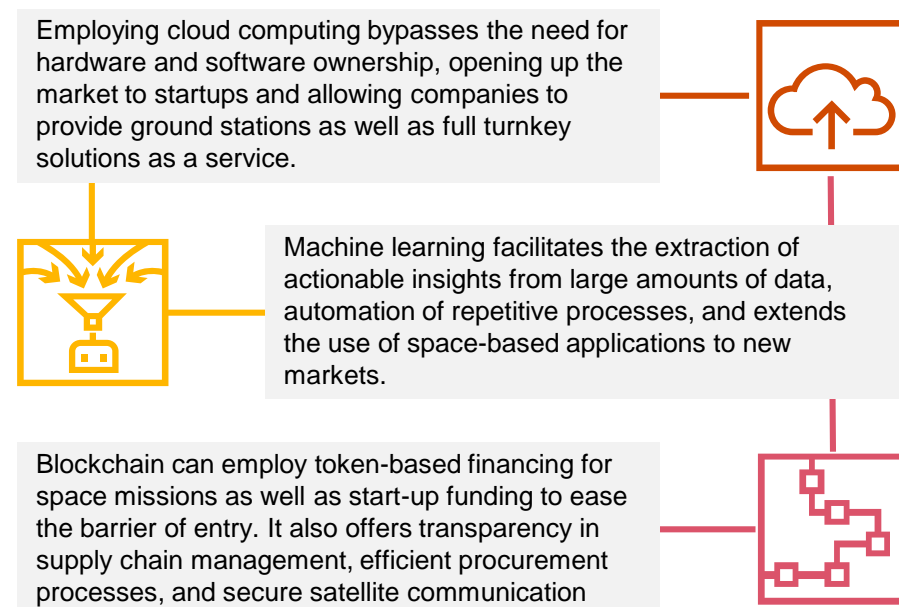 Employing cloud computing bypasses the need for
hardware and software ownership, opening up the
market to startups and allowing companies to
provide ground stations as well as full turnkey
solutions as a service.
Machine learning facilitates the extraction of
actionable insights from large amounts of data,
automation of repetitive processes, and extends
the use of space-based applications to new
markets.
Blockchain can employ token-based financing for
space missions as well as start-up funding to ease
the barrier of entry. It also offers transparency in
supply chain management, efficient procurement
processes, and secure satellite communication